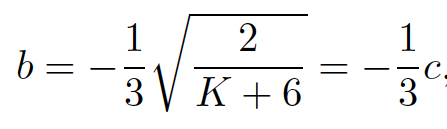 b = −\frac{1}{3}\sqrt{\frac{2}{K + 6}} = −\frac{1}{3}c,